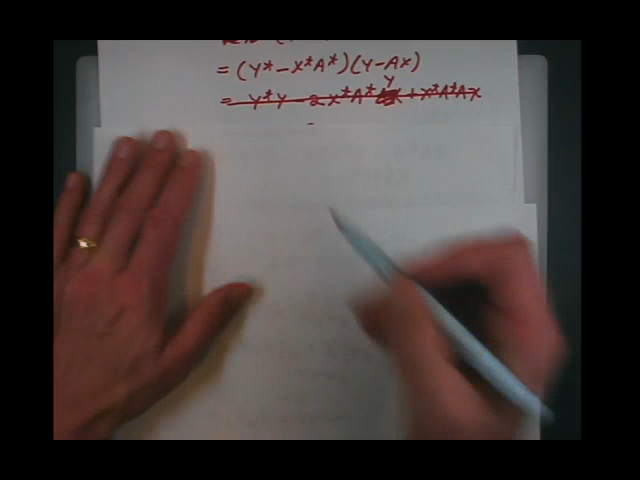 = (Y* - X*A*)(Y - AX)
= Y*Y - 2X*A*Y + X*A*AX